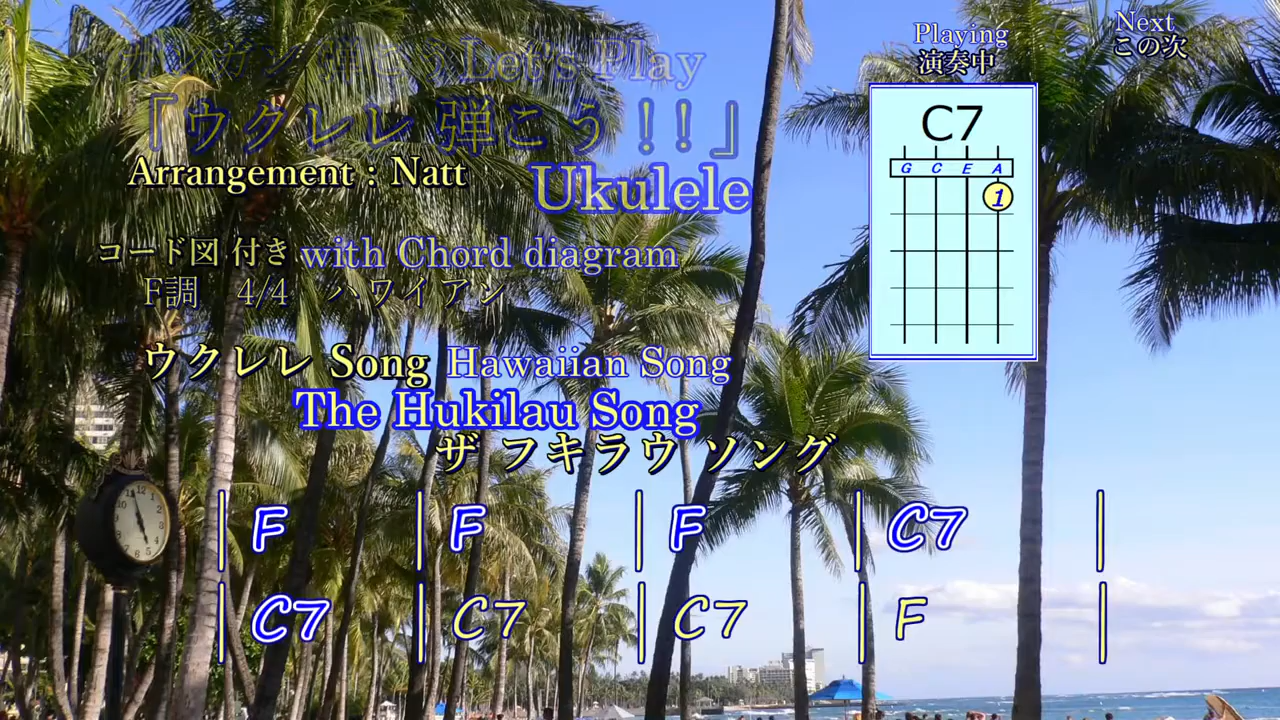 Let's Play
「ウクレレ 弾こう!!」
Arrangement : Natt
Ukulele
コード図 付き with Chord diagram
F調 4/4 ハワイアン
ウクレレ Song Hawaiian Song
The Hukilau Song
ザ フキラウ ソング
Playing
演奏中
Next
この次
C7
G C E A
1
| F | F | F | C7 |
| C7 | C7 | C7 | F |